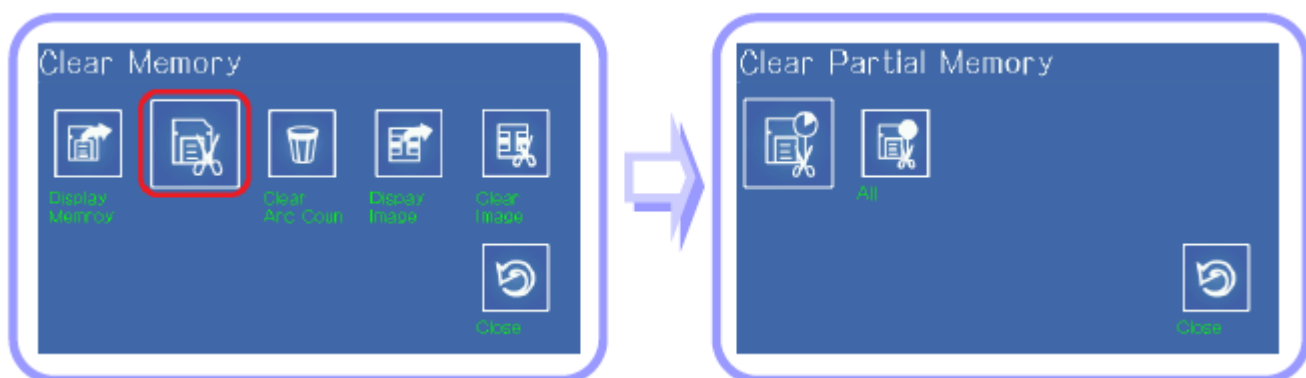 Clear Memory
Display
Memroy
Clear
Arc Coun
Dispay
Image
Clear
Image
Close
Clear Partial Memory
All
Close